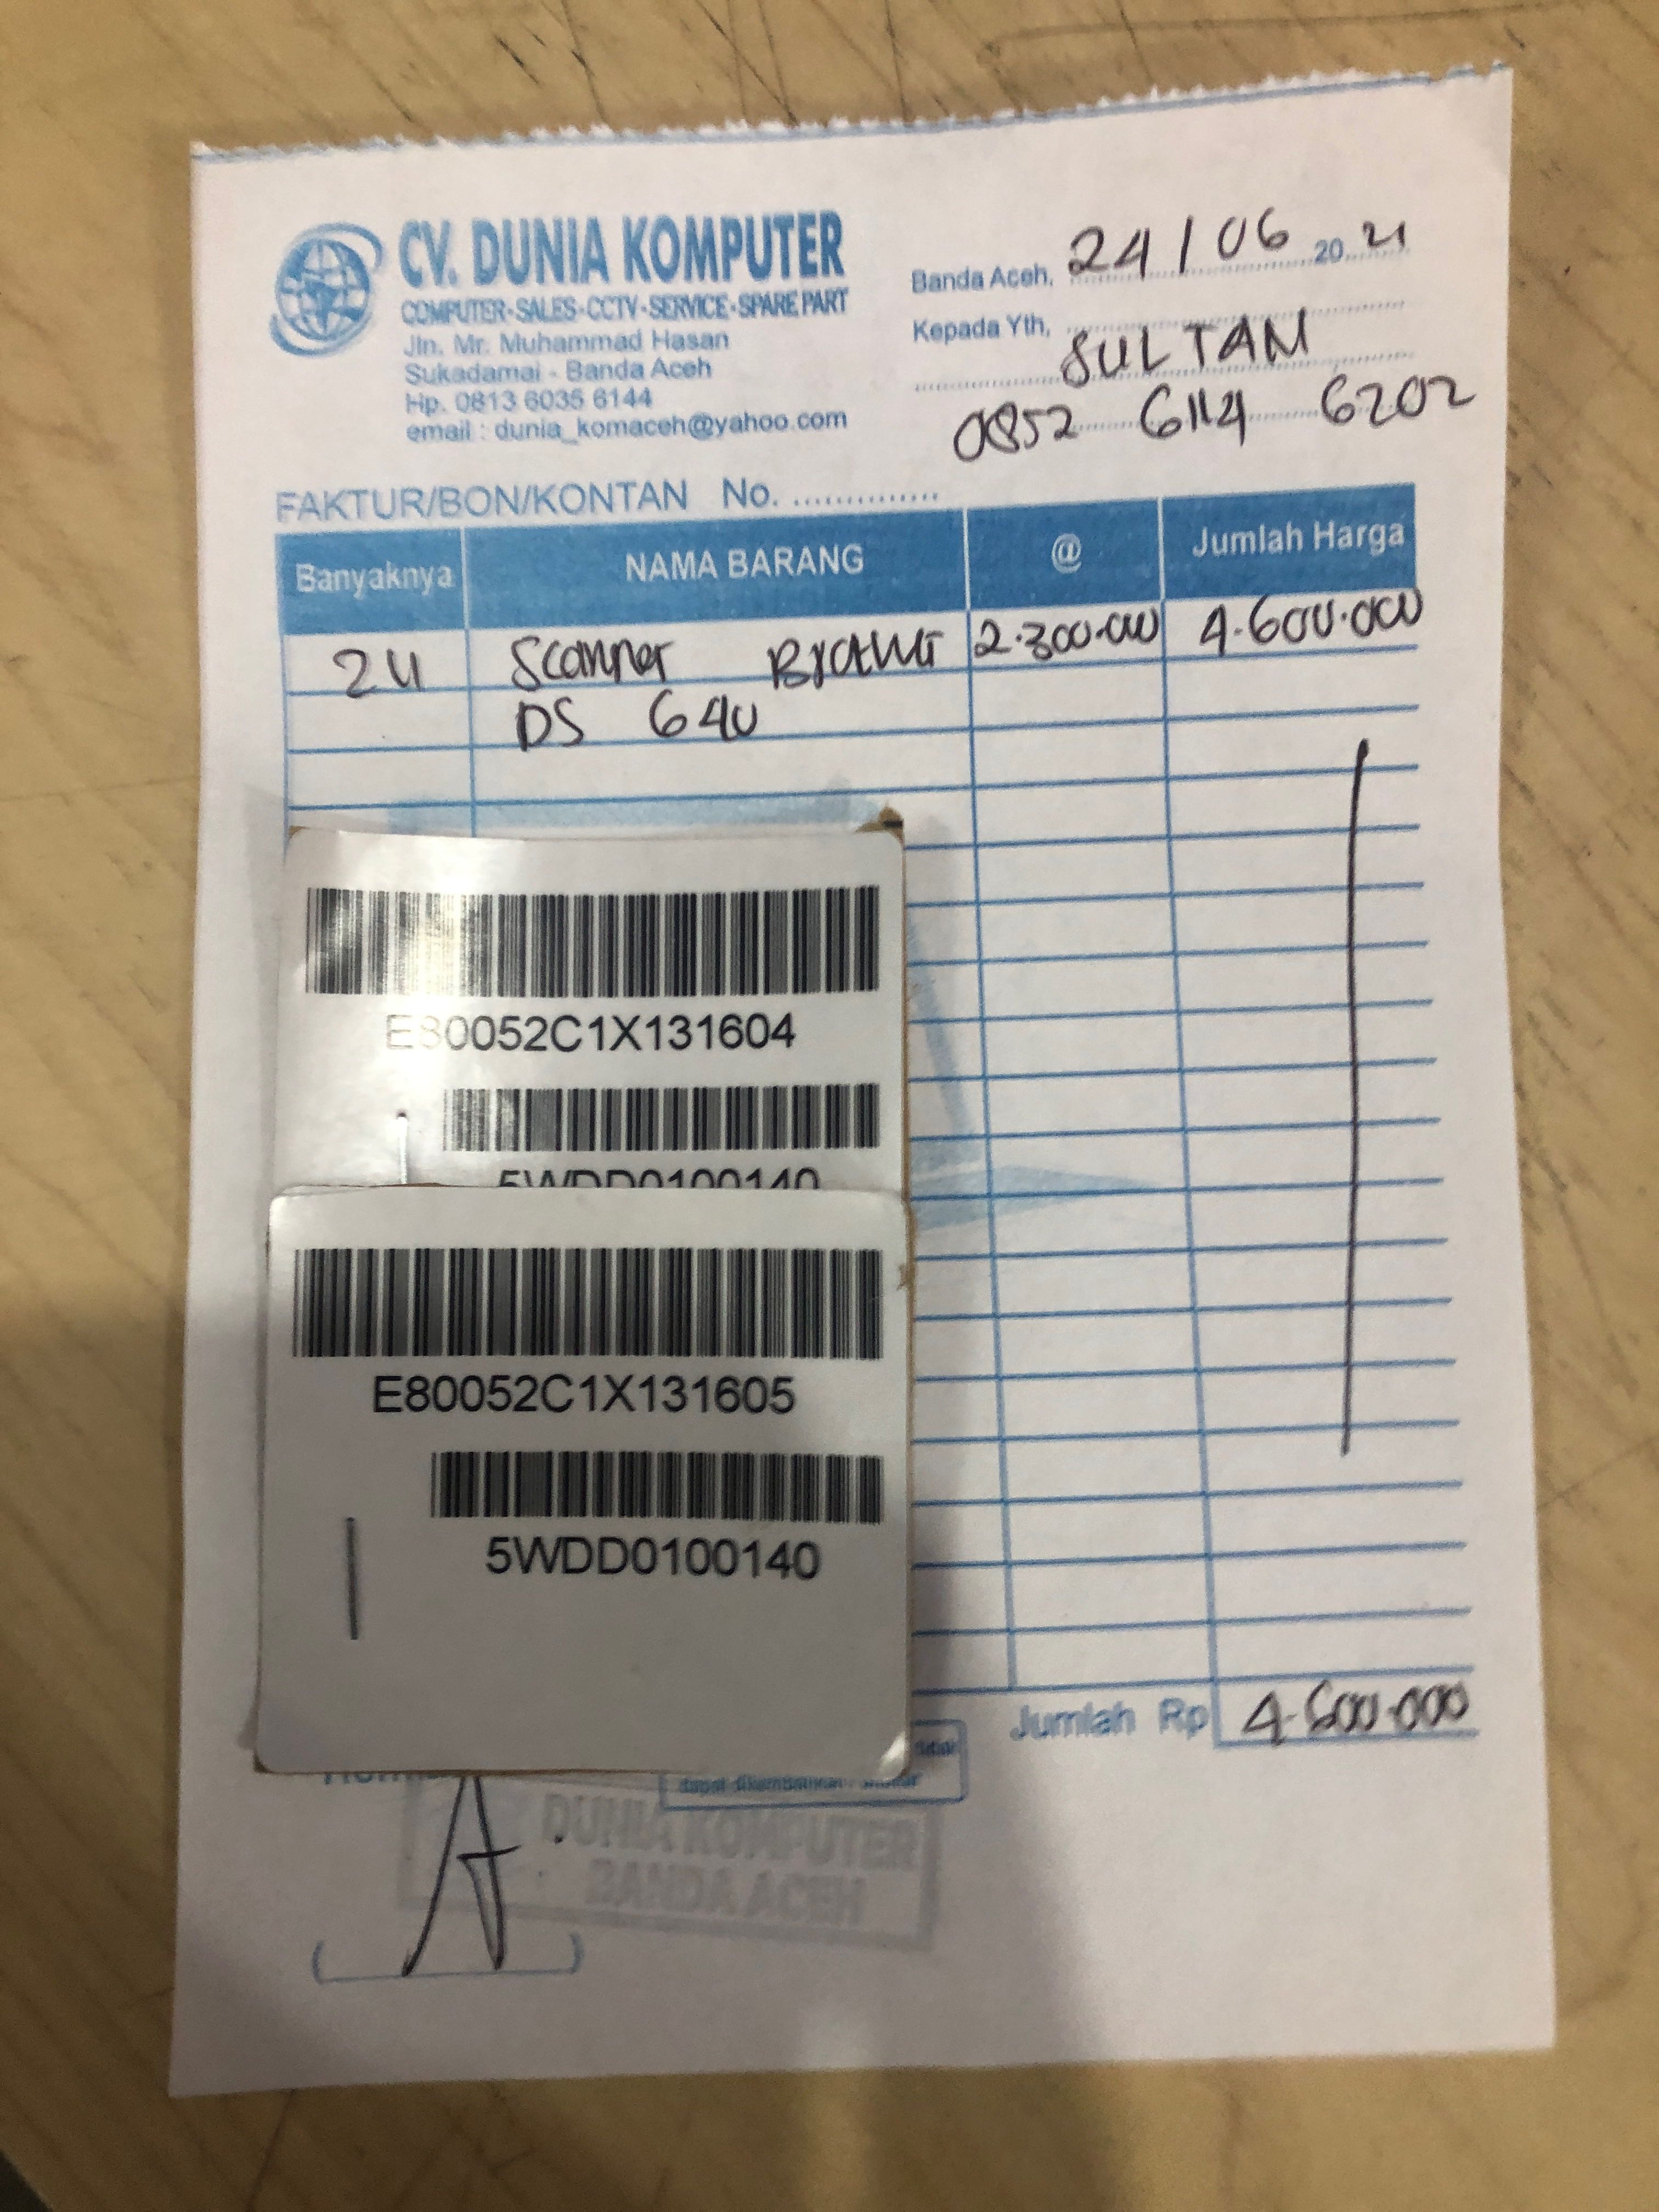 CV. DUNIA KOMPUTER
COMPUTER-SALES-CCTV-SERVICE-SPARE PART
Jln. Mr. Muhammad Hasan
Sukadamai - Banda Aceh
Hp. 0813 6035 6144
email : dunia_komaceh@yahoo.com
Banda Aceh, 24/06 20 21
Kepada Yth,
SULTAN
0852 6114 6202
FAKTUR/BON/KONTAN No. ..............
Banyaknya NAMA BARANG @ Jumlah Harga
2 U Scanner 2.300.000 4.600.000
DS 640
E80052C1X131604
5WDD0100140
E80052C1X131605
5WDD0100140
Jumlah Rp 4.600.000
DUNIA KOMPUTER
BANDA ACEH